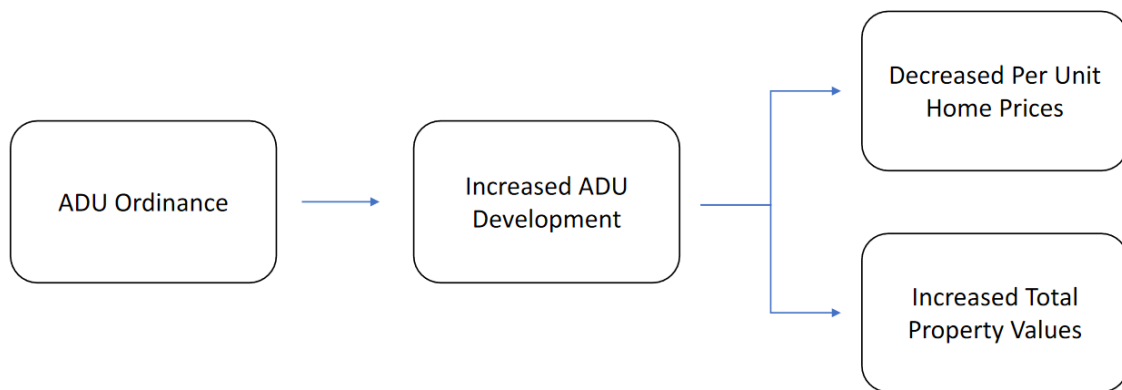 ADU Ordinance
Increased ADU
Development
Decreased Per Unit
Home Prices
Increased Total
Property Values